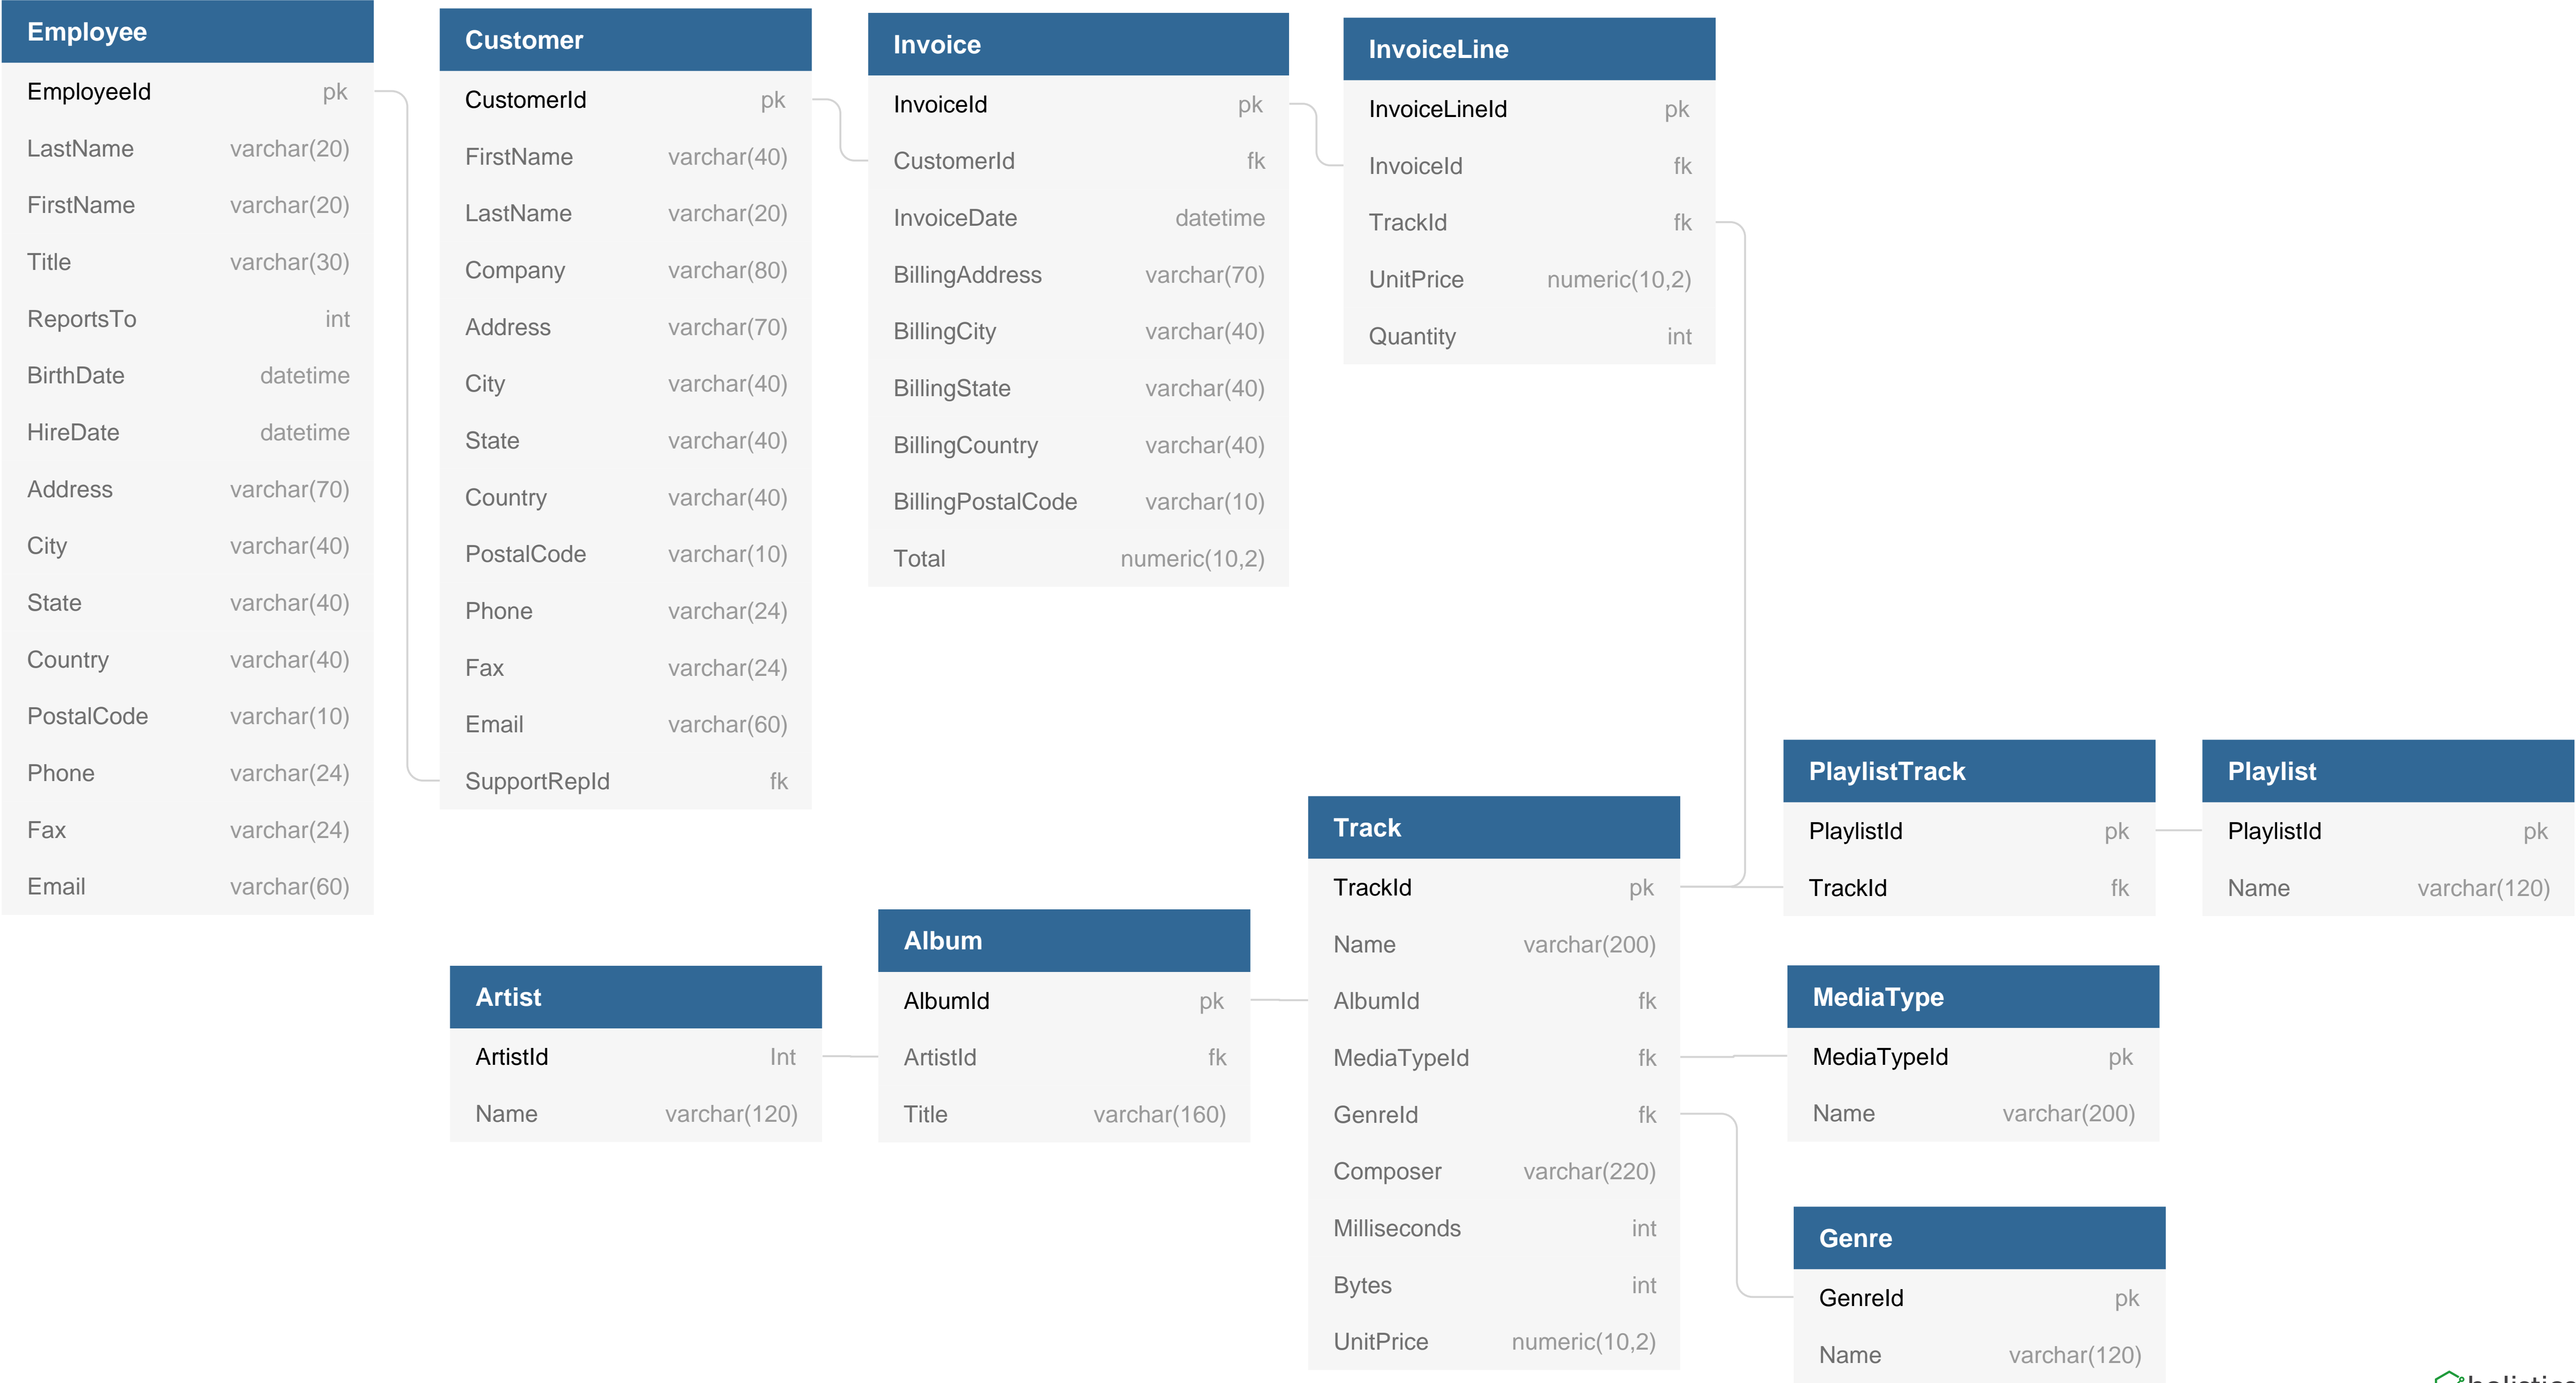 Employee
EmployeeId pk
LastName varchar(20)
FirstName varchar(20)
Title varchar(30)
ReportsTo int
BirthDate datetime
HireDate datetime
Address varchar(70)
City varchar(40)
State varchar(40)
Country varchar(40)
PostalCode varchar(10)
Phone varchar(24)
Fax varchar(24)
Email varchar(60)
Customer
CustomerId pk
FirstName varchar(40)
LastName varchar(20)
Company varchar(80)
Address varchar(70)
City varchar(40)
State varchar(40)
Country varchar(40)
PostalCode varchar(10)
Phone varchar(24)
Fax varchar(24)
Email varchar(60)
SupportRepId fk
Invoice
InvoiceId pk
CustomerId fk
InvoiceDate datetime
BillingAddress varchar(70)
BillingCity varchar(40)
BillingState varchar(40)
BillingCountry varchar(40)
BillingPostalCode varchar(10)
Total numeric(10,2)
InvoiceLine
InvoiceLineId pk
InvoiceId fk
TrackId fk
UnitPrice numeric(10,2)
Quantity int
Artist
ArtistId Int
Name varchar(120)
Album
AlbumId pk
ArtistId fk
Title varchar(160)
Track
TrackId pk
Name varchar(200)
AlbumId fk
MediaTypeId fk
GenreId fk
Composer varchar(220)
Milliseconds int
Bytes int
UnitPrice numeric(10,2)
PlaylistTrack
PlaylistId pk
TrackId fk
Playlist
PlaylistId pk
Name varchar(120)
MediaType
MediaTypeId pk
Name varchar(200)
Genre
GenreId pk
Name varchar(120)